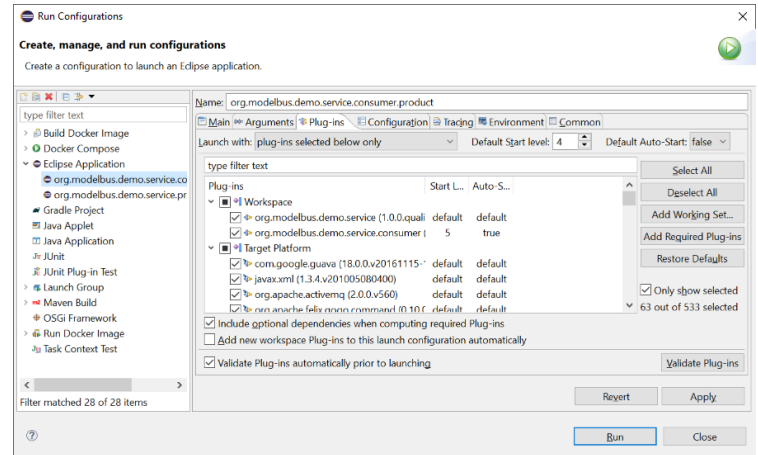 Run Configurations
Create, manage, and run configurations
Create a configuration to launch an Eclipse application.
type filter text
Build Docker Image
Docker Compose
Eclipse Application
org.modelbus.demo.service.co
org.modelbus.demo.service.pr
Gradle Project
Java Applet
Java Application
JUnit
JUnit Plug-in Test
Launch Group
Maven Build
OSGi Framework
Run Docker Image
Task Context Test
Filter matched 28 of 28 items
Name: org.modelbus.demo.service.consumer.product
Main Arguments Plug-ins Configuration Tracing Environment Common
Launch with: plug-ins selected below only Default Start level: 4 Default Auto-Start: false
type filter text
Plug-ins Start L... Auto-S...
Workspace
org.modelbus.demo.service (1.0.0.quali default default
org.modelbus.demo.service.consumer ( 5 true
Target Platform
com.google.guava (18.0.0.v20161115- default default
javax.xml (1.3.4.v201005080400) default default
org.apache.activemq (2.0.0.v560) default default
org.apache.felix.gogo.command (0.10.( default default
Select All
Deselect All
Add Working Set...
Add Required Plug-ins
Restore Defaults
Only show selected
63 out of 533 selected
Include optional dependencies when computing required Plug-ins
Add new workspace Plug-ins to this launch configuration automatically
Validate Plug-ins automatically prior to launching
Validate Plug-ins
Revert Apply
Run Close